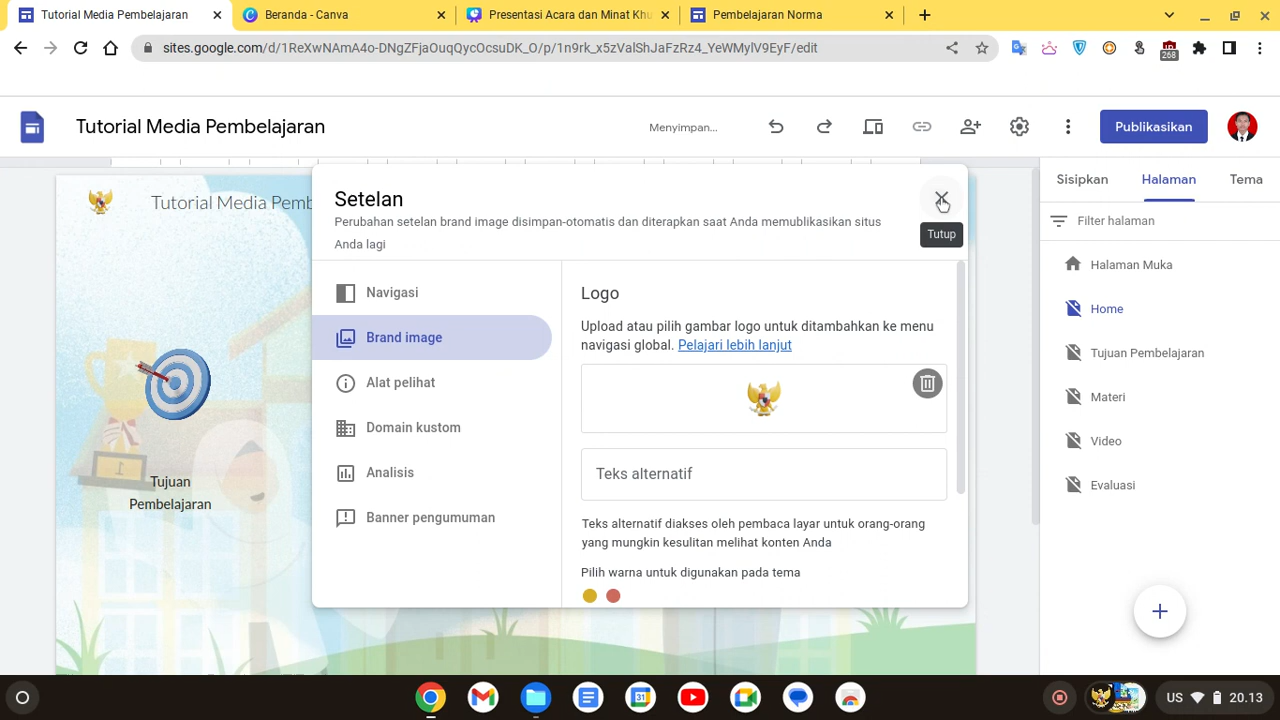 Tutorial Media Pembelajaran
Beranda - Canva
Presentasi Acara dan Minat Khu
Pembelajaran Norma
sites.google.com/d/1ReXwNAmA4o-DNgZFjaOuqQycOcsuDK_O/p/1n9rk_x5zValShJaFzRz4_YeWMylV9EyF/edit
268
Tutorial Media Pembelajaran
Menyimpan...
Publikasikan
Sisipkan
Halaman
Tema
Filter halaman
Halaman Muka
Home
Tujuan Pembelajaran
Materi
Video
Evaluasi
Tutorial Media Pemb
Tujuan
Pembelajaran
Setelan
Perubahan setelan brand image disimpan-otomatis dan diterapkan saat Anda memublikasikan situs
Anda lagi
Tutup
Navigasi
Brand image
Alat pelihat
Domain kustom
Analisis
Banner pengumuman
Logo
Upload atau pilih gambar logo untuk ditambahkan ke menu
navigasi global. Pelajari lebih lanjut
Teks alternatif
Teks alternatif diakses oleh pembaca layar untuk orang-orang
yang mungkin kesulitan melihat konten Anda
Pilih warna untuk digunakan pada tema
US
20.13